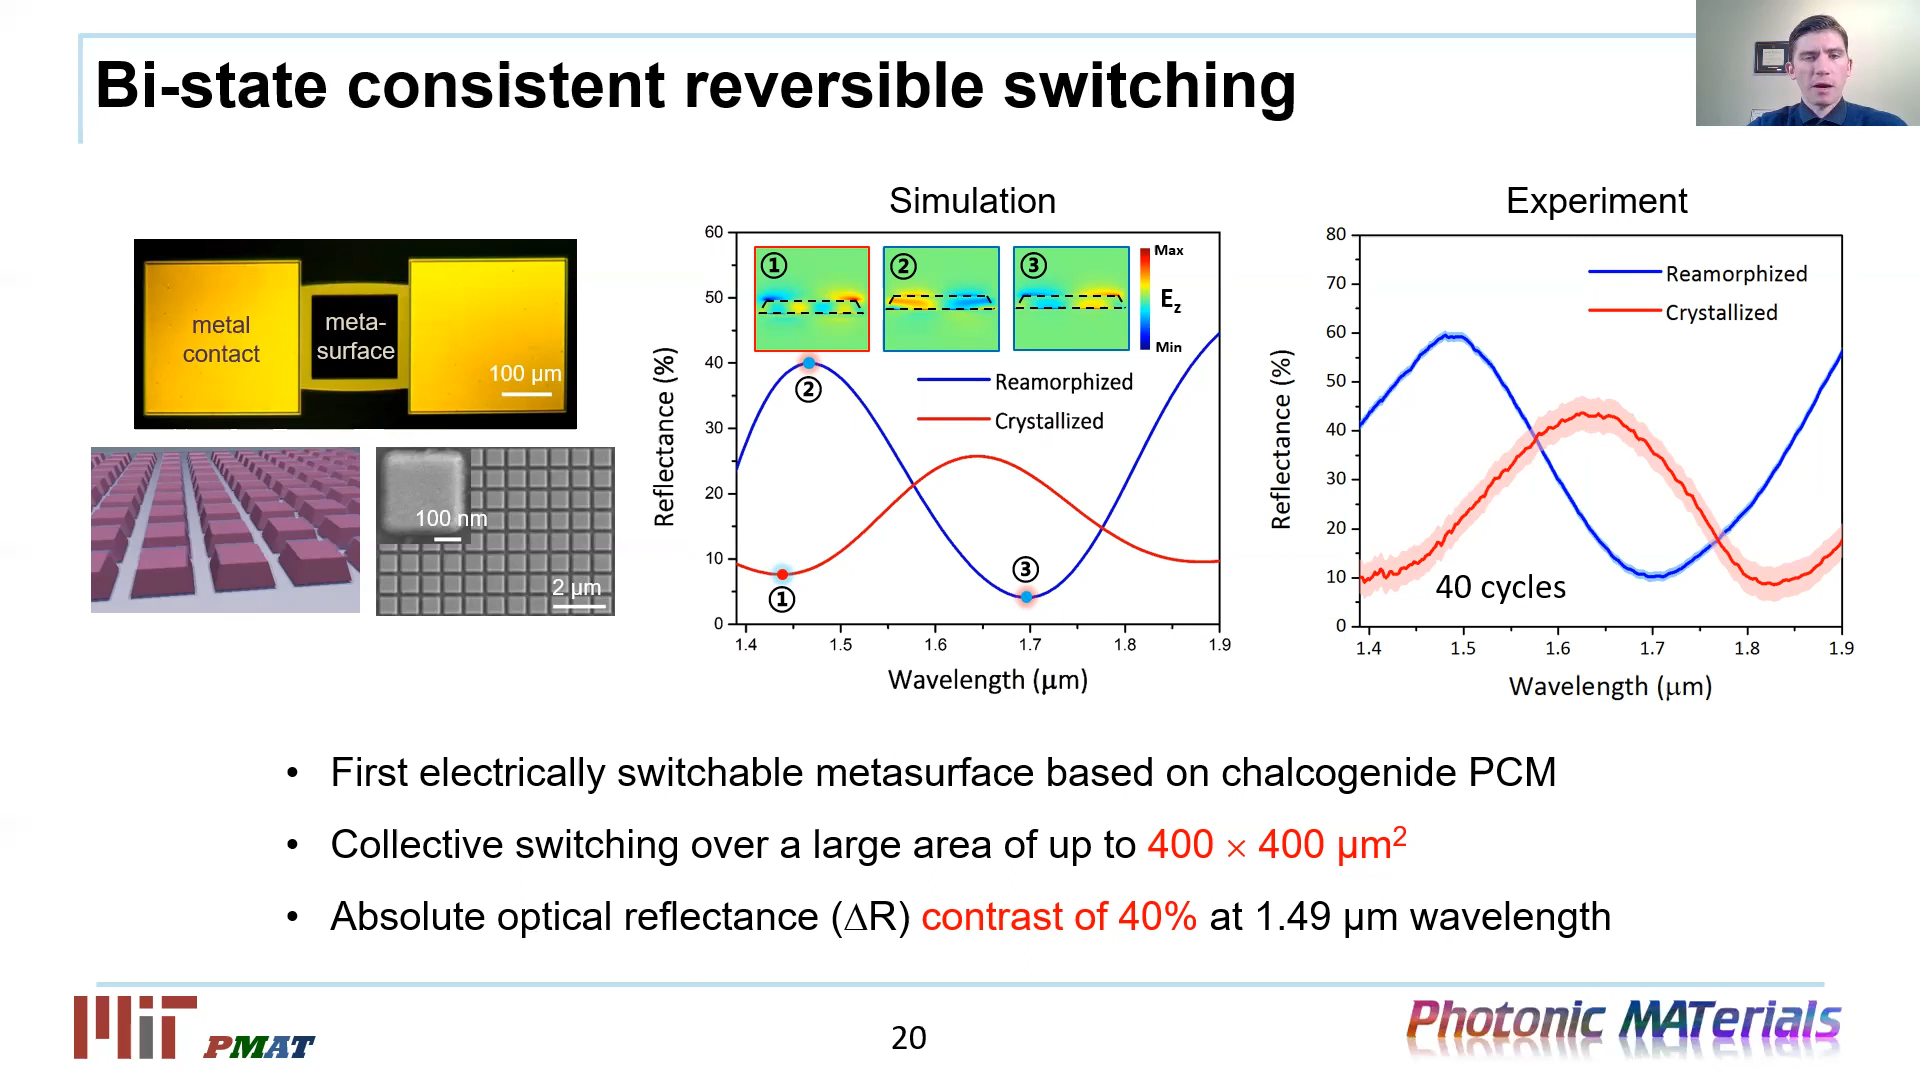 Bi-state consistent reversible switching
metal
contact
meta-
surface
100 µm
100 nm
2 µm
Simulation
60
50
40
30
20
10
0
Reflectance (%)
①
②
③
Max
Ez
Min
Reamorphized
Crystallized
②
③
①
1.4
1.5
1.6
1.7
1.8
1.9
Wavelength (µm)
Experiment
80
70
60
50
40
30
20
10
0
Reflectance (%)
Reamorphized
Crystallized
40 cycles
1.4
1.5
1.6
1.7
1.8
1.9
Wavelength (µm)
• First electrically switchable metasurface based on chalcogenide PCM
• Collective switching over a large area of up to 400 × 400 µm²
• Absolute optical reflectance (ΔR) contrast of 40% at 1.49 µm wavelength
MIT PMAT
20
Photonic MATerials